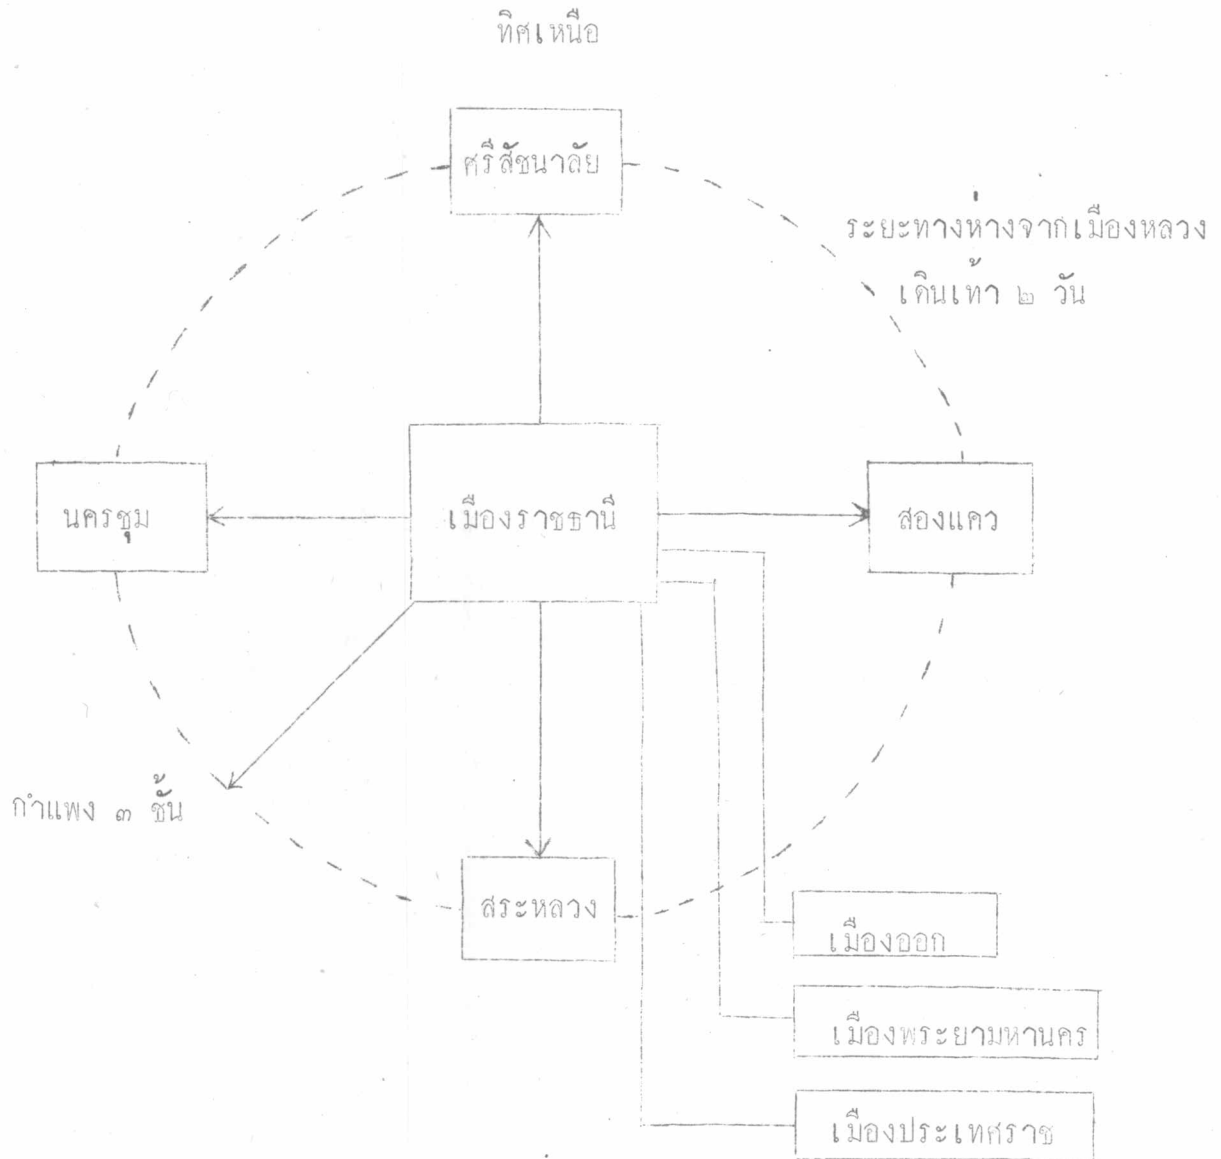 ทิศเหนือ
ศรีสัชนาลัย
ระยะทางห่างจากเมืองหลวง
เดินเท้า ๒ วัน
นครชุม
เมืองราชธานี
สองแคว
กำแพง ๓ ชั้น
สระหลวง
เมืองออก
เมืองพระยามหานคร
เมืองประเทศราช